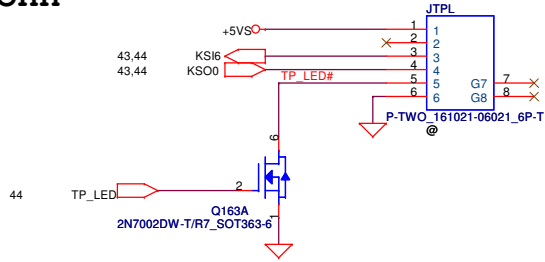 JTPL
+5VS
1 1
2 2
43,44 KSI6 3 3
43,44 KSO0 4 4
TP_LED# 5 5 G7 7
6 6 G8 8
P-TWO_161021-06021_6P-T
@
6
44 TP_LED 2
Q163A 1
2N7002DW-T/R7_SOT363-6